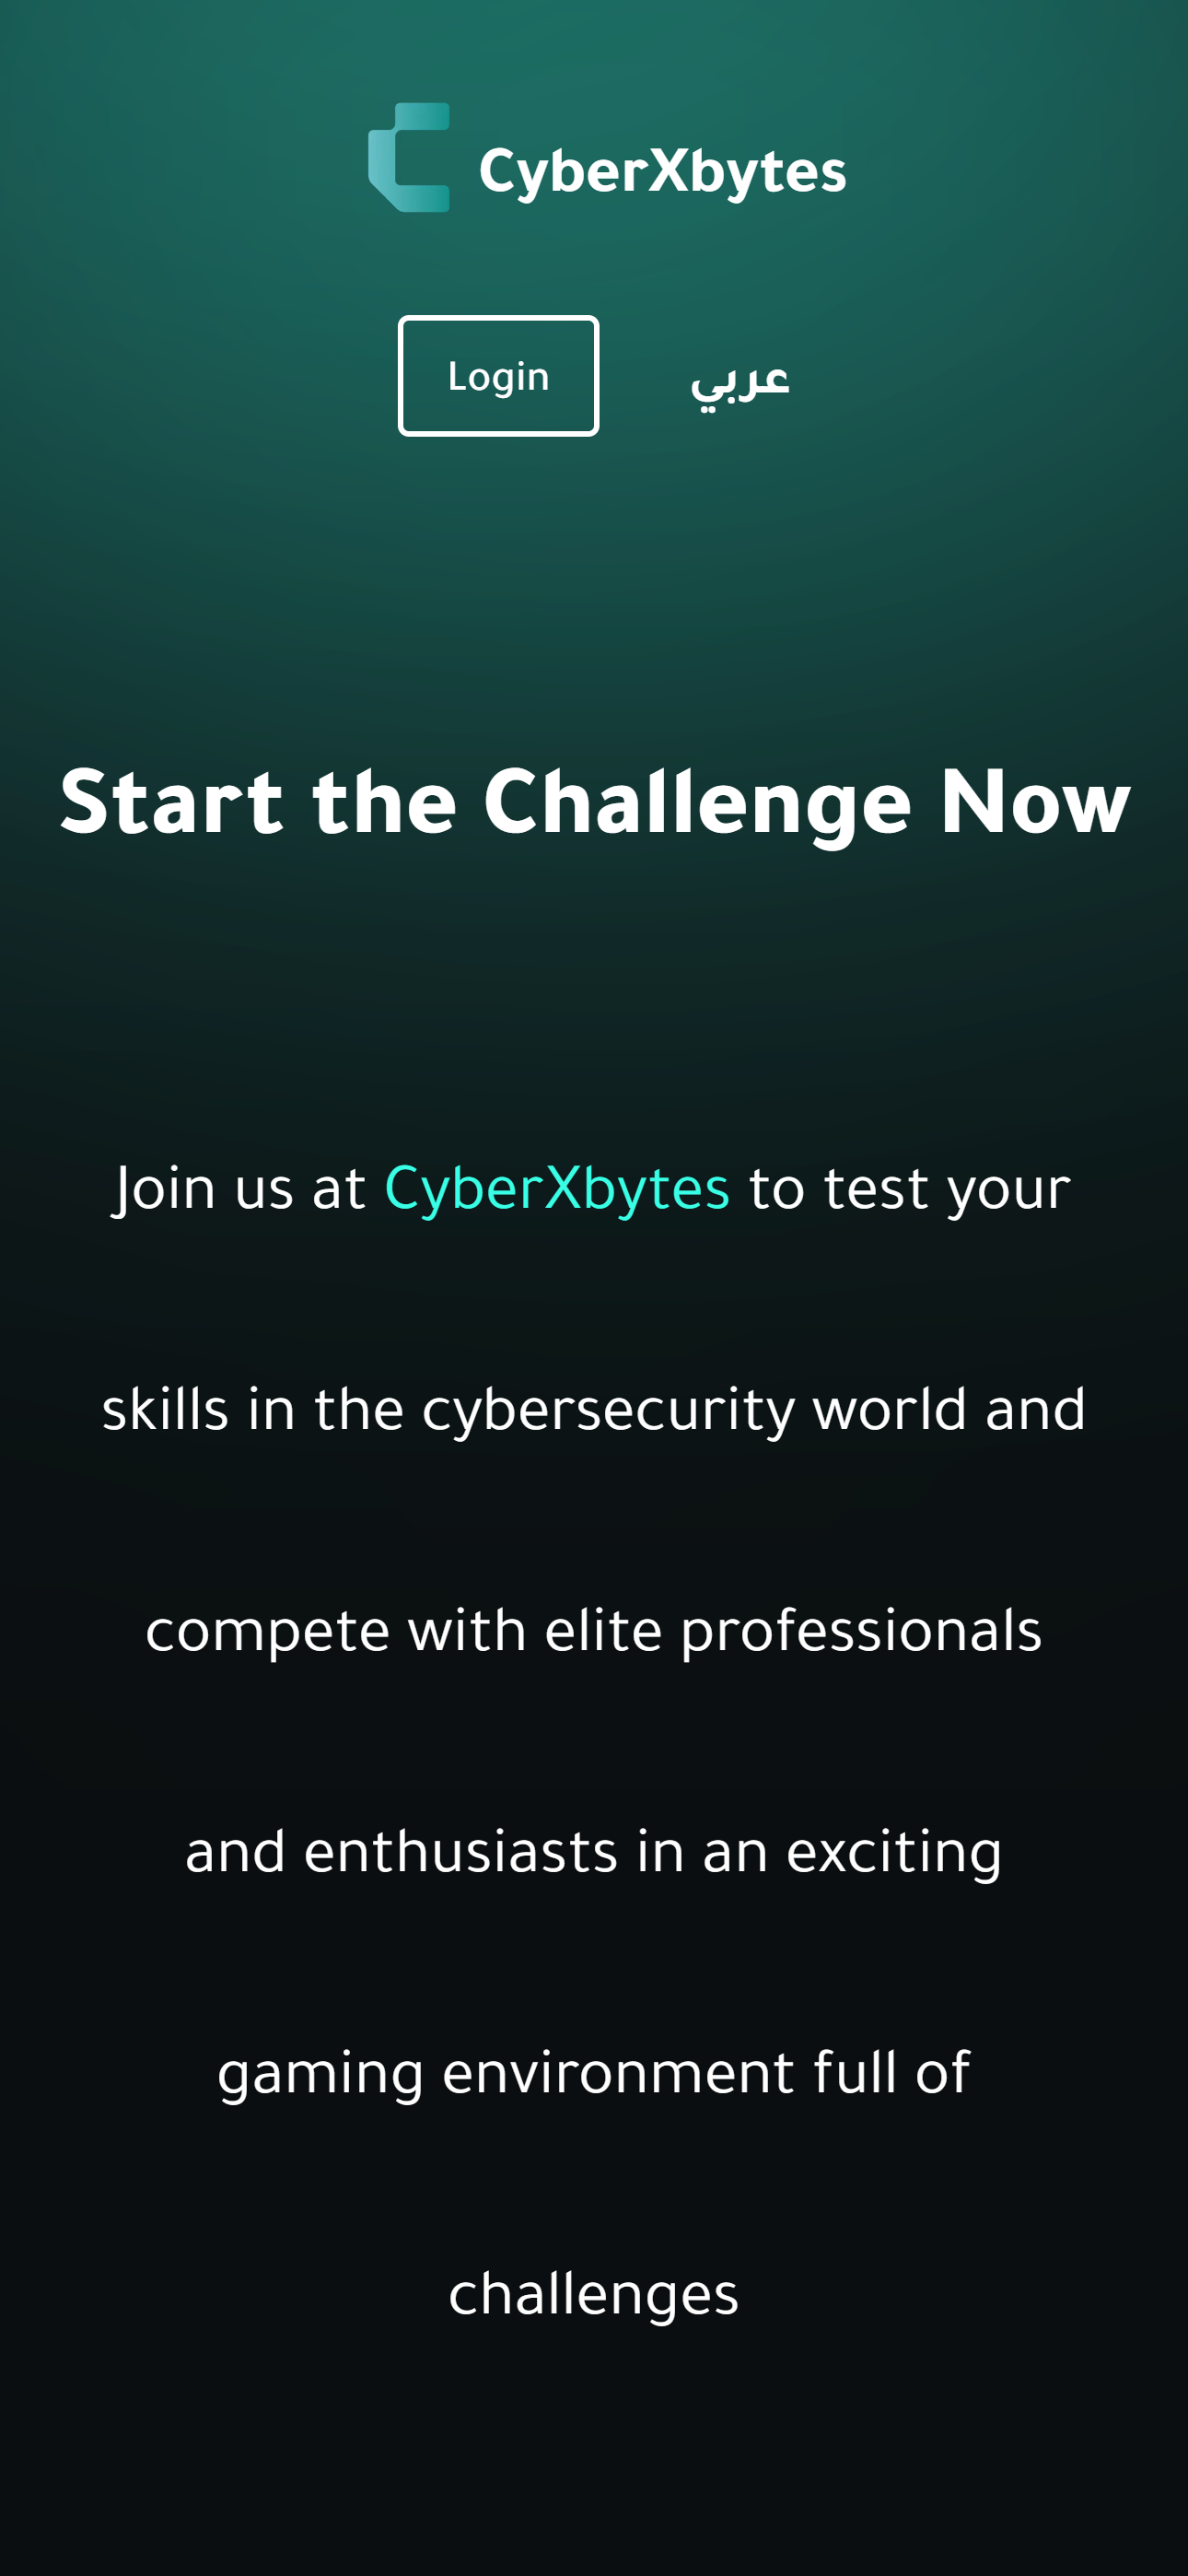 CyberXbytes
Login
عربي
Start the Challenge Now
Join us at CyberXbytes to test your
skills in the cybersecurity world and
compete with elite professionals
and enthusiasts in an exciting
gaming environment full of
challenges